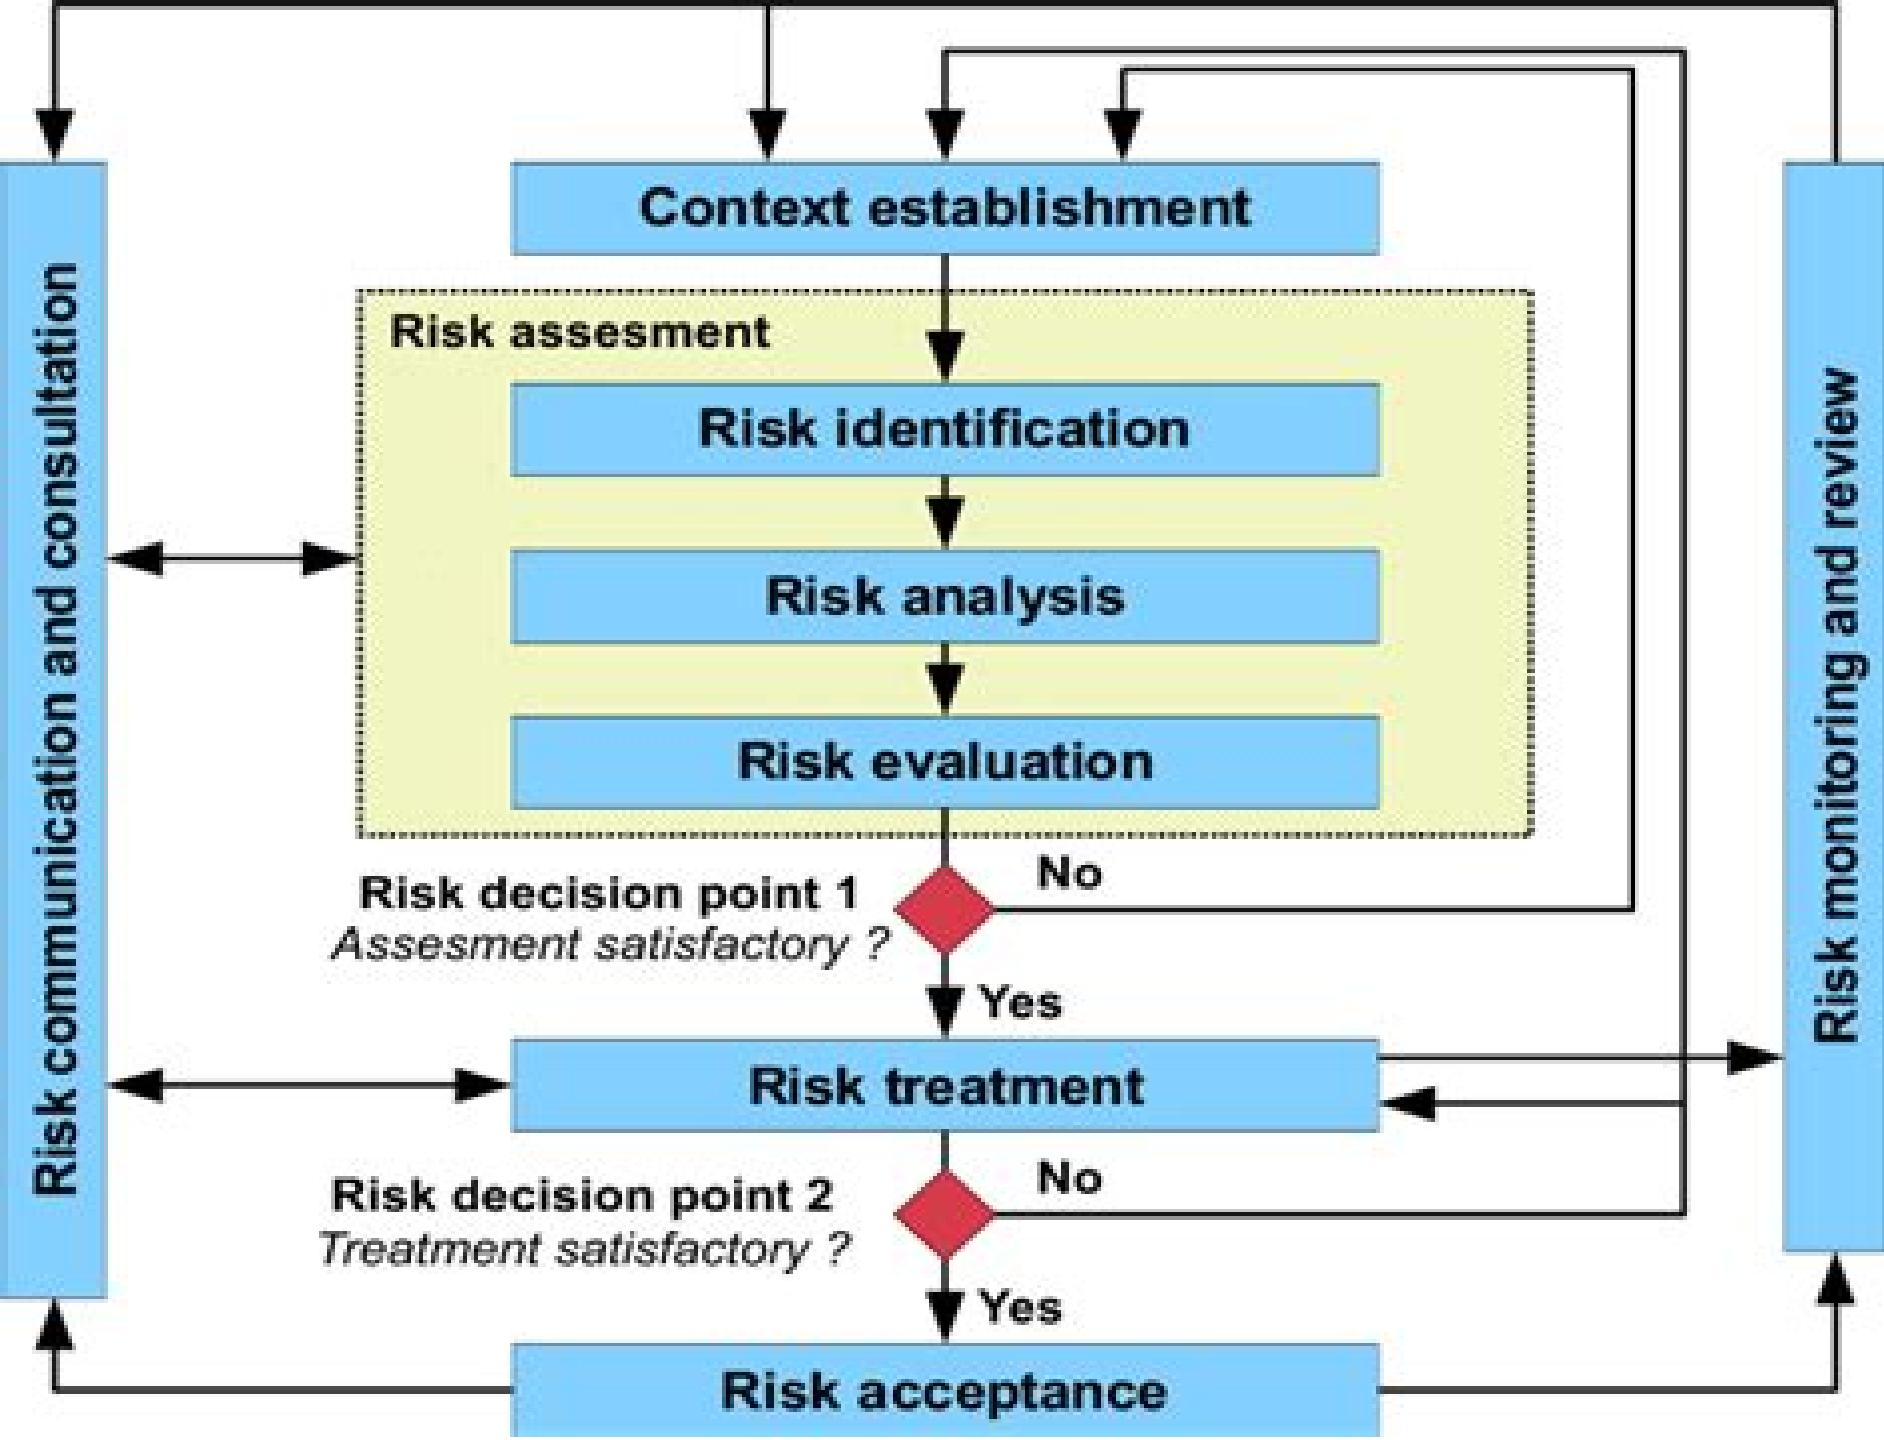 Context establishment
Risk assesment
Risk identification
Risk analysis
Risk evaluation
Risk decision point 1
Assesment satisfactory ?
No
Yes
Risk treatment
Risk decision point 2
Treatment satisfactory ?
No
Yes
Risk acceptance
Risk communication and consultation
Risk monitoring and review